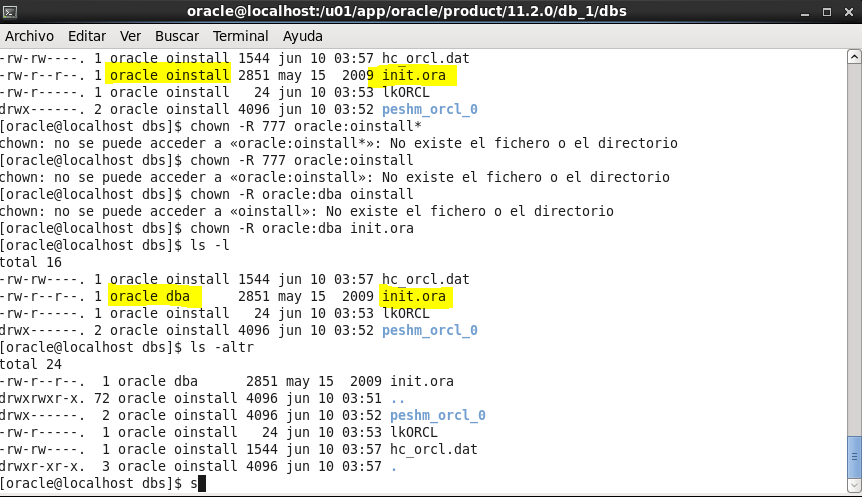 oracle@localhost:/u01/app/oracle/product/11.2.0/db_1/dbs
Archivo Editar Ver Buscar Terminal Ayuda
-rw-rw----. 1 oracle oinstall 1544 jun 10 03:57 hc_orcl.dat
-rw-r--r--. 1 oracle oinstall 2851 may 15  2009 init.ora
-rw-r-----. 1 oracle oinstall   24 jun 10 03:53 lkORCL
drwx------. 2 oracle oinstall 4096 jun 10 03:52 peshm_orcl_0
[oracle@localhost dbs]$ chown -R 777 oracle:oinstall*
chown: no se puede acceder a «oracle:oinstall*»: No existe el fichero o el directorio
[oracle@localhost dbs]$ chown -R 777 oracle:oinstall
chown: no se puede acceder a «oracle:oinstall»: No existe el fichero o el directorio
[oracle@localhost dbs]$ chown -R oracle:dba oinstall
chown: no se puede acceder a «oinstall»: No existe el fichero o el directorio
[oracle@localhost dbs]$ chown -R oracle:dba init.ora
[oracle@localhost dbs]$ ls -l
total 16
-rw-rw----. 1 oracle oinstall 1544 jun 10 03:57 hc_orcl.dat
-rw-r--r--. 1 oracle dba      2851 may 15  2009 init.ora
-rw-r-----. 1 oracle oinstall   24 jun 10 03:53 lkORCL
drwx------. 2 oracle oinstall 4096 jun 10 03:52 peshm_orcl_0
[oracle@localhost dbs]$ ls -altr
total 24
-rw-r--r--.  1 oracle dba      2851 may 15  2009 init.ora
drwxrwxr-x. 72 oracle oinstall 4096 jun 10 03:51 ..
drwx------.  2 oracle oinstall 4096 jun 10 03:52 peshm_orcl_0
-rw-r-----.  1 oracle oinstall   24 jun 10 03:53 lkORCL
-rw-rw----.  1 oracle oinstall 1544 jun 10 03:57 hc_orcl.dat
drwxr-xr-x.  3 oracle oinstall 4096 jun 10 03:57 .
[oracle@localhost dbs]$ s